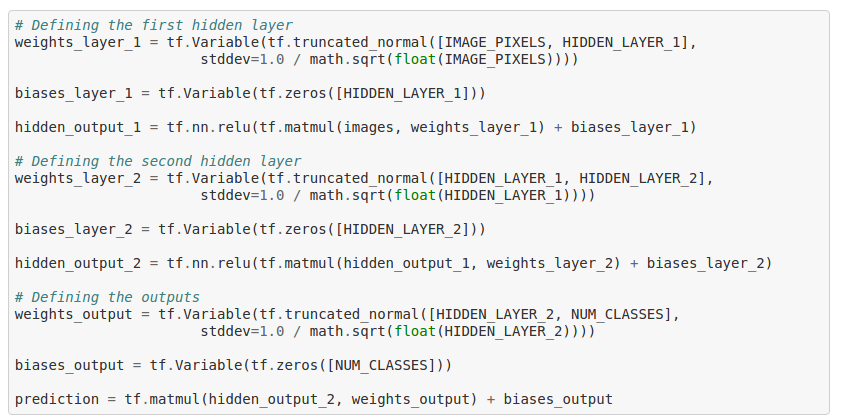 # Defining the first hidden layer
weights_layer_1 = tf.Variable(tf.truncated_normal([IMAGE_PIXELS, HIDDEN_LAYER_1],
                      stddev=1.0 / math.sqrt(float(IMAGE_PIXELS))))
biases_layer_1 = tf.Variable(tf.zeros([HIDDEN_LAYER_1]))
hidden_output_1 = tf.nn.relu(tf.matmul(images, weights_layer_1) + biases_layer_1)
# Defining the second hidden layer
weights_layer_2 = tf.Variable(tf.truncated_normal([HIDDEN_LAYER_1, HIDDEN_LAYER_2],
                      stddev=1.0 / math.sqrt(float(HIDDEN_LAYER_1))))
biases_layer_2 = tf.Variable(tf.zeros([HIDDEN_LAYER_2]))
hidden_output_2 = tf.nn.relu(tf.matmul(hidden_output_1, weights_layer_2) + biases_layer_2)
# Defining the outputs
weights_output = tf.Variable(tf.truncated_normal([HIDDEN_LAYER_2, NUM_CLASSES],
                      stddev=1.0 / math.sqrt(float(HIDDEN_LAYER_2))))
biases_output = tf.Variable(tf.zeros([NUM_CLASSES]))
prediction = tf.matmul(hidden_output_2, weights_output) + biases_output